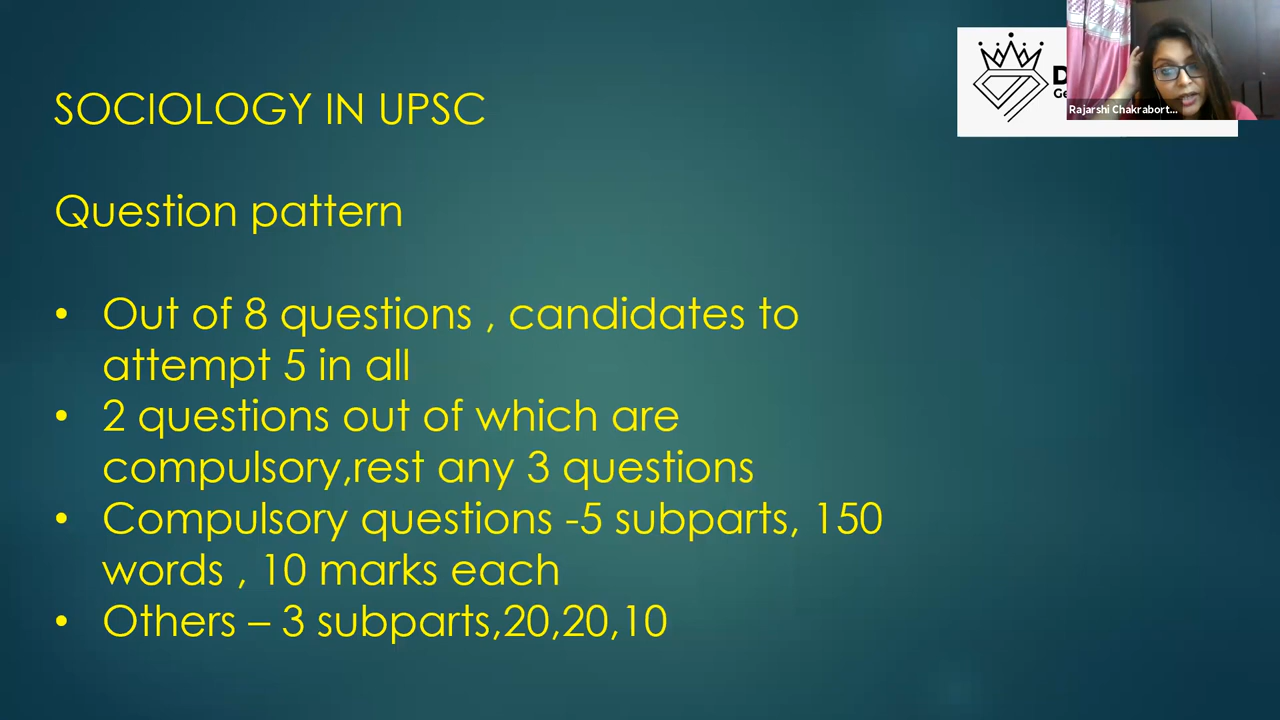 SOCIOLOGY IN UPSC
Question pattern
• Out of 8 questions , candidates to
attempt 5 in all
• 2 questions out of which are
compulsory,rest any 3 questions
• Compulsory questions -5 subparts, 150
words , 10 marks each
• Others – 3 subparts,20,20,10
Rajarshi Chakrabort...